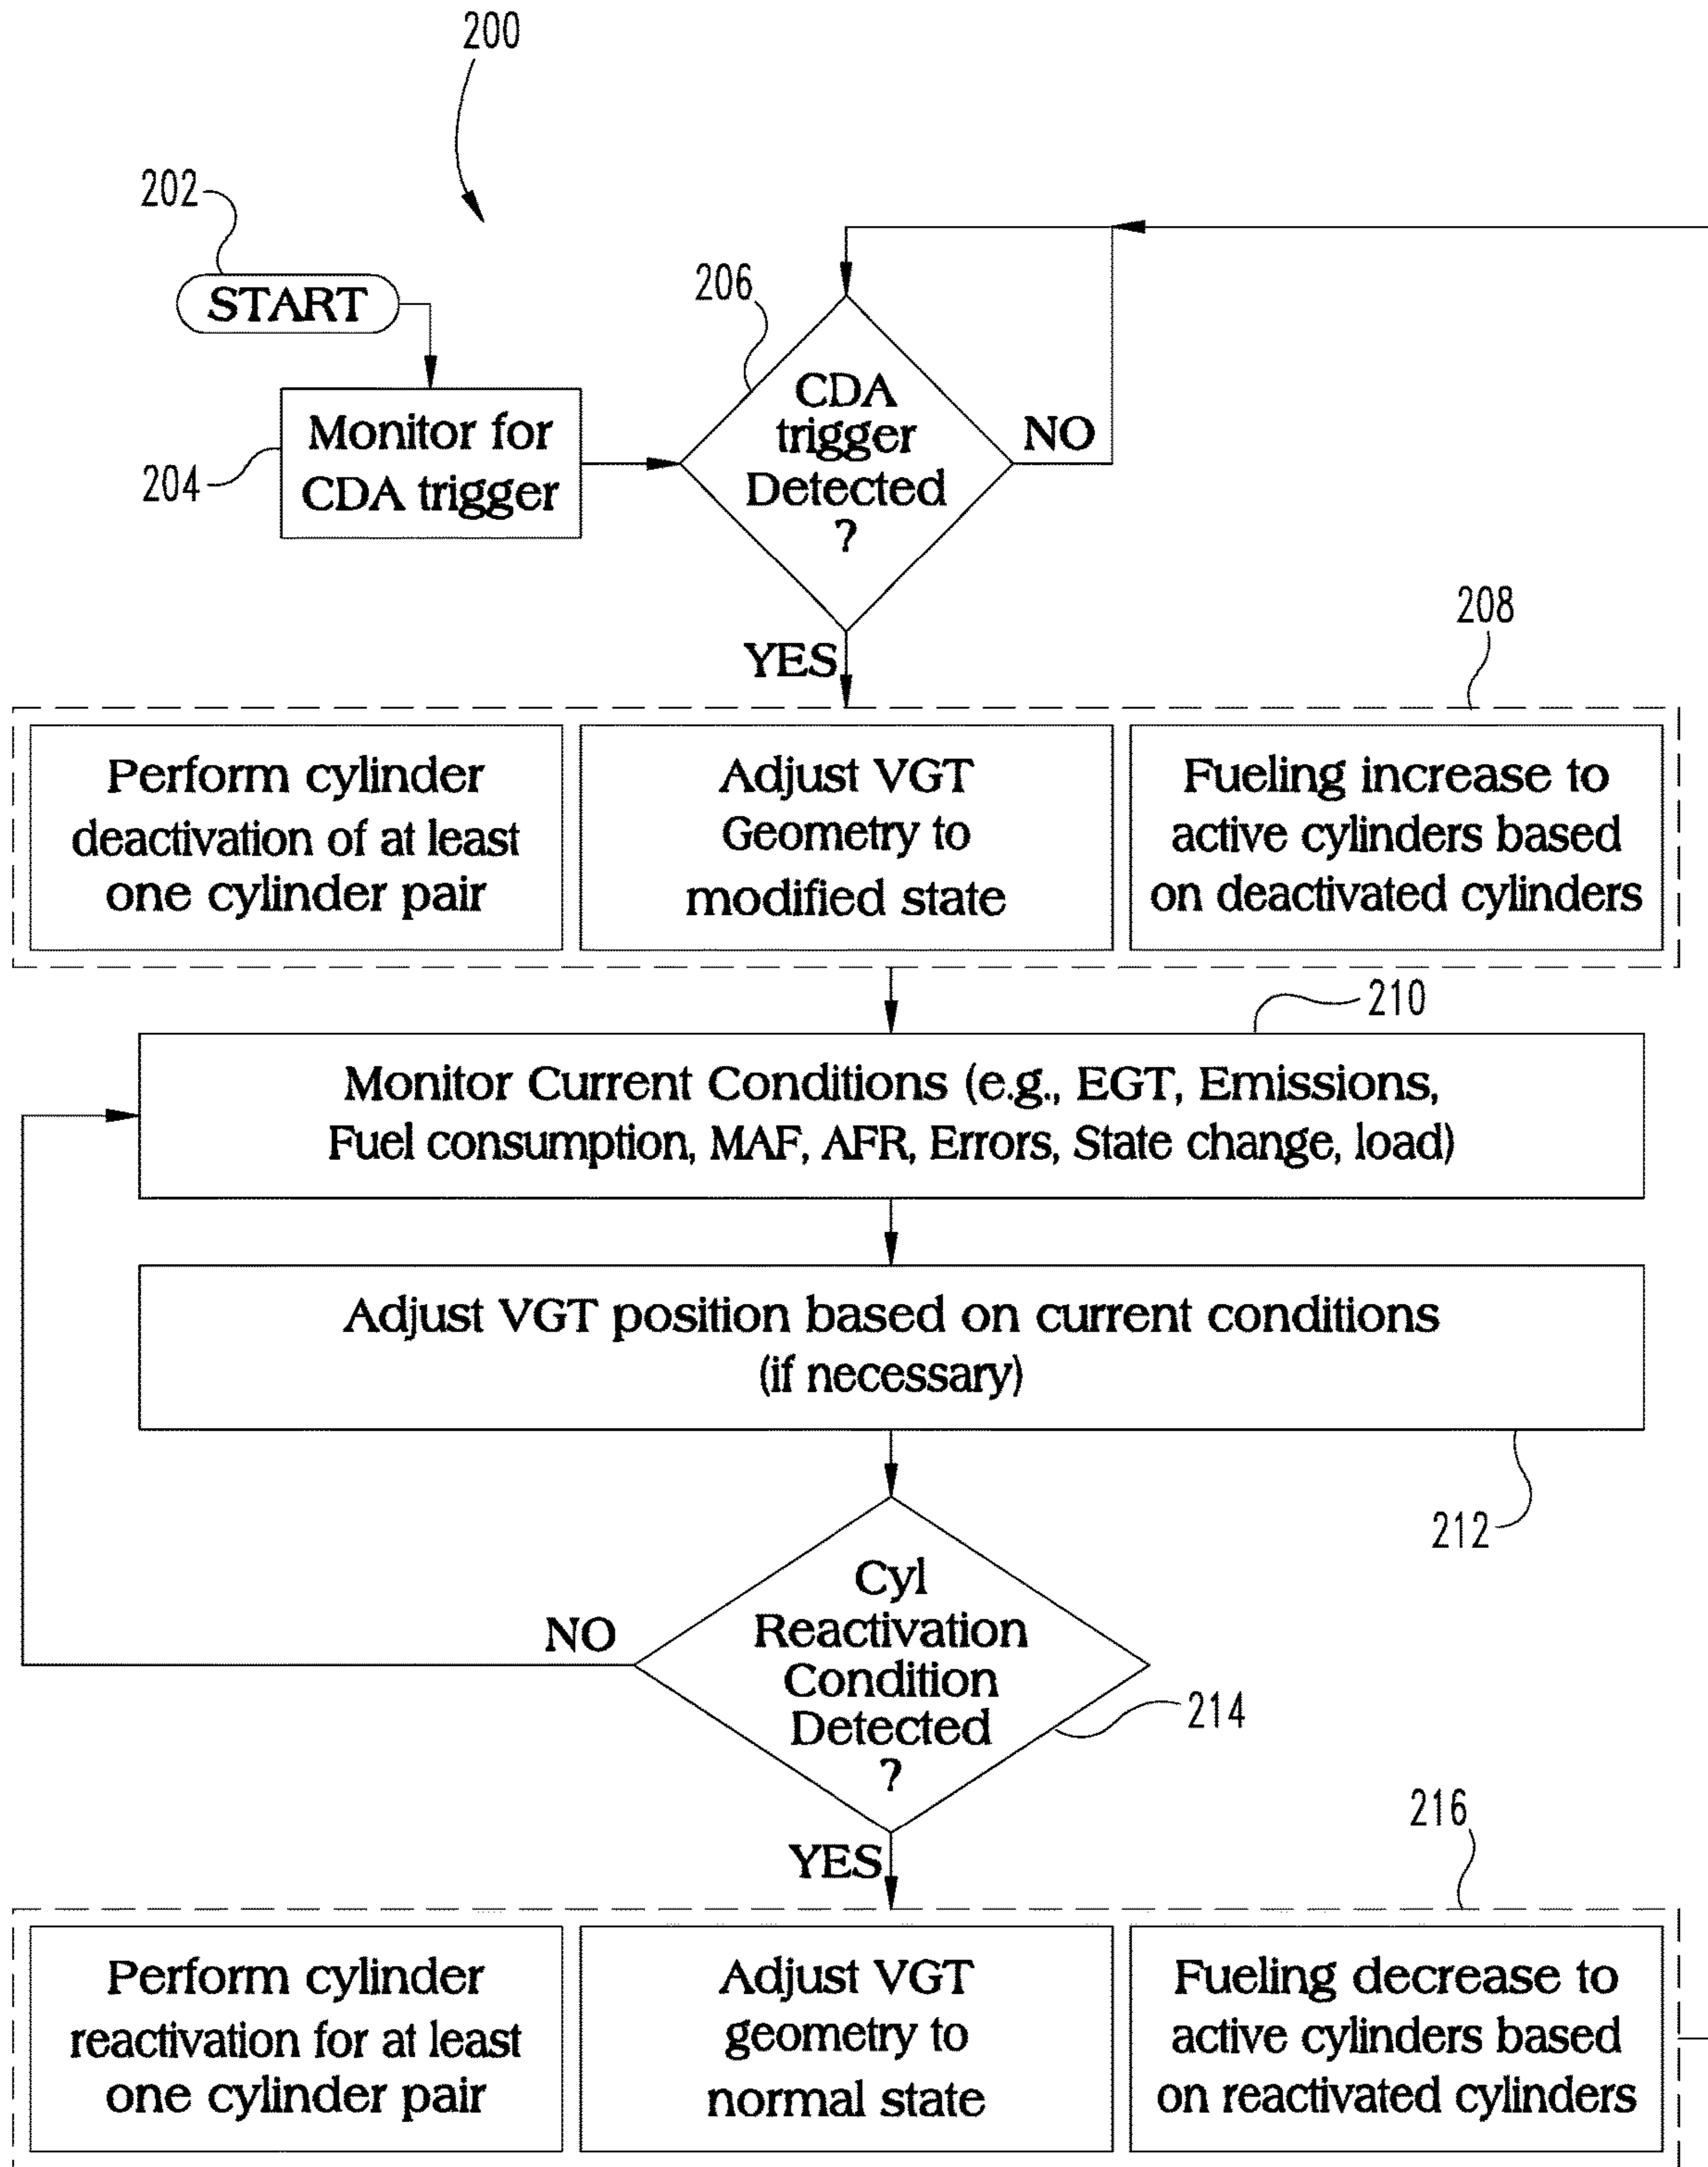 200
202
START
206
CDA
trigger
Detected
?
NO
Monitor for
CDA trigger
204
YES
208
Perform cylinder
deactivation of at least
one cylinder pair
Adjust VGT
Geometry to
modified state
Fueling increase to
active cylinders based
on deactivated cylinders
210
Monitor Current Conditions (e.g., EGT, Emissions,
Fuel consumption, MAF, AFR, Errors, State change, load)
Adjust VGT position based on current conditions
(if necessary)
212
Cyl
Reactivation
Condition
Detected
?
NO
214
YES
216
Perform cylinder
reactivation for at least
one cylinder pair
Adjust VGT
geometry to
normal state
Fueling decrease to
active cylinders based
on reactivated cylinders